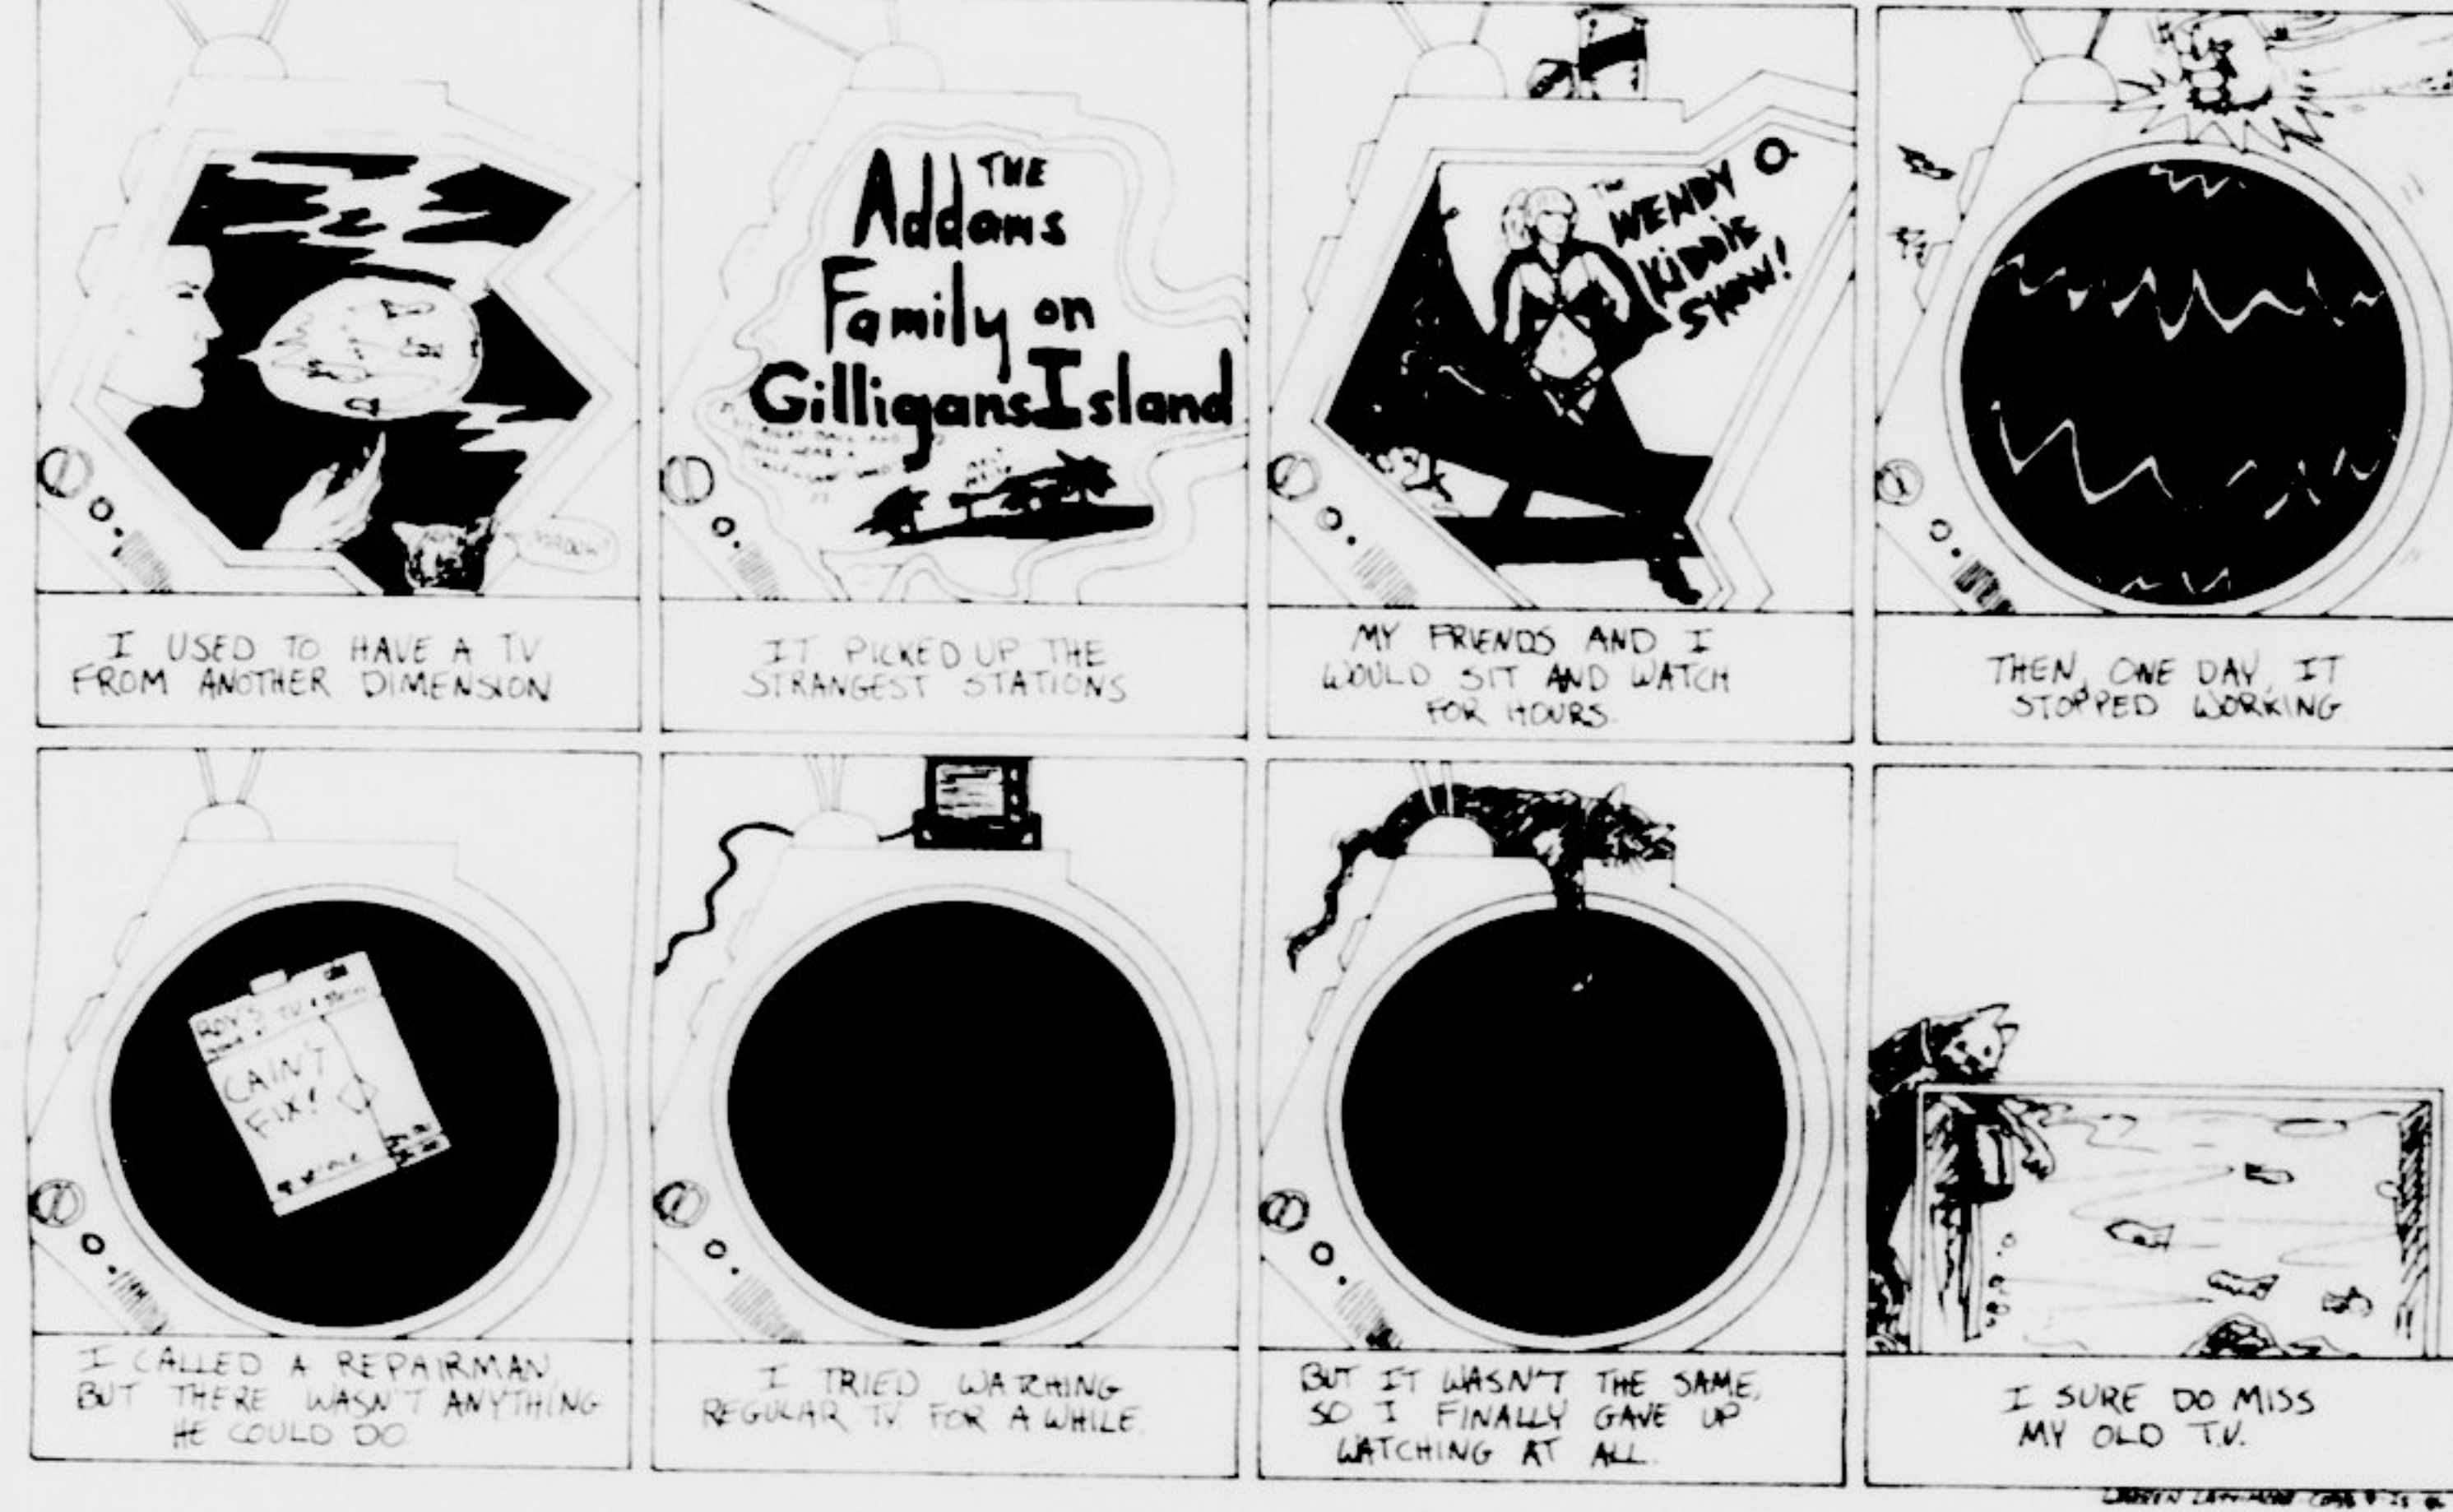 THE
Addams
Family on
Gilligans Island
THE
WENDY
KIDDIE
SHOW!
I USED TO HAVE A TV
FROM ANOTHER DIMENSION
IT PICKED UP THE
STRANGEST STATIONS
MY FRIENDS AND I
WOULD SIT AND WATCH
FOR HOURS.
THEN, ONE DAY, IT
STOPPED WORKING
ROY'S TV
CAIN'T
FIX!
I CALLED A REPAIRMAN,
BUT THERE WASN'T ANYTHING
HE COULD DO
I TRIED WATCHING
REGULAR TV FOR A WHILE.
BUT IT WASN'T THE SAME,
SO I FINALLY GAVE UP
WATCHING AT ALL.
I SURE DO MISS
MY OLD T.V.